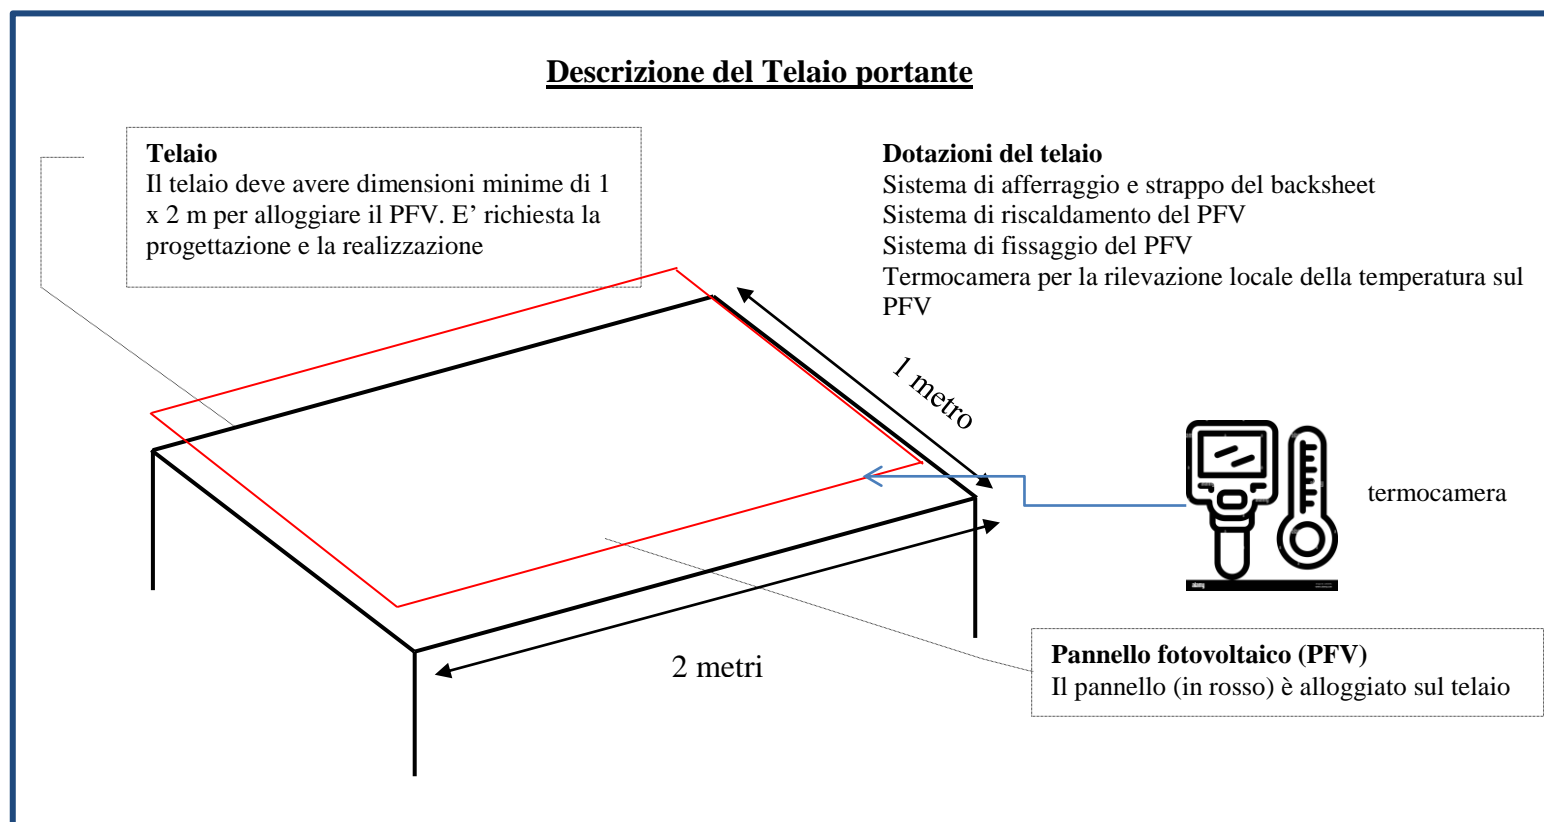 Descrizione del Telaio portante
Telaio
Il telaio deve avere dimensioni minime di 1
x 2 m per alloggiare il PFV. E’ richiesta la
progettazione e la realizzazione
Dotazioni del telaio
Sistema di afferraggio e strappo del backsheet
Sistema di riscaldamento del PFV
Sistema di fissaggio del PFV
Termocamera per la rilevazione locale della temperatura sul
PFV
1 metro
termocamera
2 metri
Pannello fotovoltaico (PFV)
Il pannello (in rosso) è alloggiato sul telaio
alamy